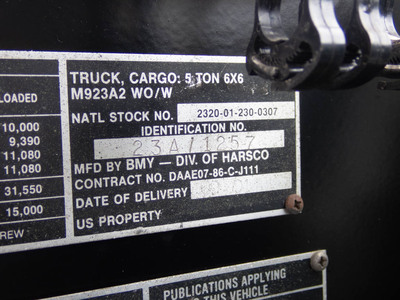 TRUCK, CARGO: 5 TON 6X6
M923A2 WO/W
NATL STOCK NO. 2320-01-230-0307
IDENTIFICATION NO.
23A/1257
MFD BY BMY – DIV. OF HARSCO
CONTRACT NO. DAAE07-86-C-J111
DATE OF DELIVERY
US PROPERTY
LOADED
10,000
9,390
11,080
11,080
31,550
15,000
REW
PUBLICATIONS APPLYING
THIS VEHICLE